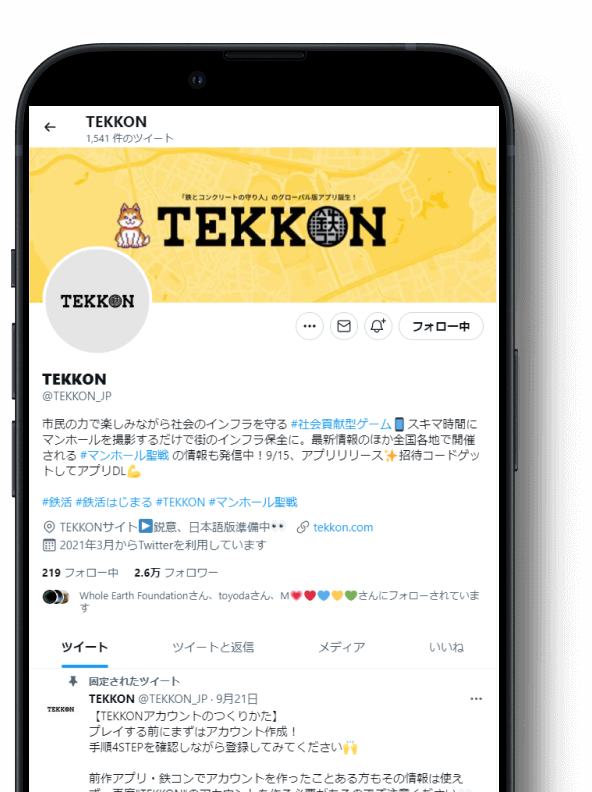 TEKKON
1,541 件のツイート
「鉄とコンクリートの守り人」のグローバル版アプリ誕生！
TEKK鉄N
TEKK鉄N
フォロー中
TEKKON
@TEKKON_JP
市民の力で楽しみながら社会のインフラを守る #社会貢献型ゲーム📱スキマ時間に
マンホールを撮影するだけで街のインフラ保全に。最新情報のほか全国各地で開催
される #マンホール聖戦 の情報も発信中！9/15、アプリリリース✨招待コードゲッ
トしてアプリDL💪
#鉄活 #鉄活はじまる #TEKKON #マンホール聖戦
TEKKONサイト▶️鋭意、日本語版準備中👀 tekkon.com
2021年3月からTwitterを利用しています
219 フォロー中 2.6万 フォロワー
Whole Earth Foundationさん、toyodaさん、M💗❤️💙💛💚さんにフォローされていま
す
ツイート ツイートと返信 メディア いいね
固定されたツイート
TEKKON @TEKKON_JP · 9月21日
TEKKON
【TEKKONアカウントのつくりかた】
プレイする前にまずはアカウント作成！
手順4STEPを確認しながら登録してみてください🙌
前作アプリ・鉄コンでアカウントを作ったことある方もその情報は使え